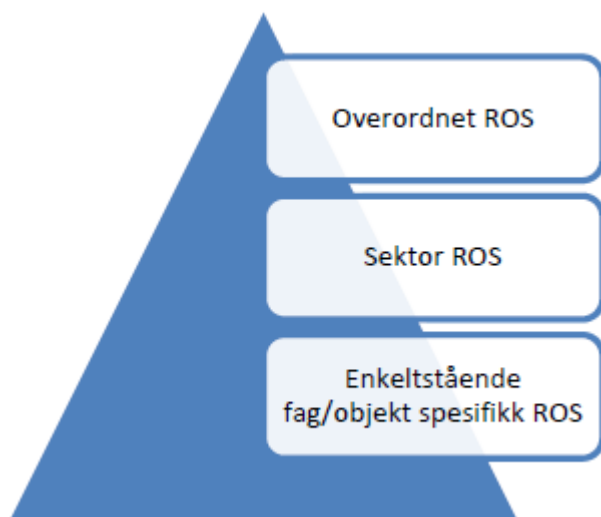 Overordnet ROS
Sektor ROS
Enkeltstående
fag/objekt spesifikk ROS